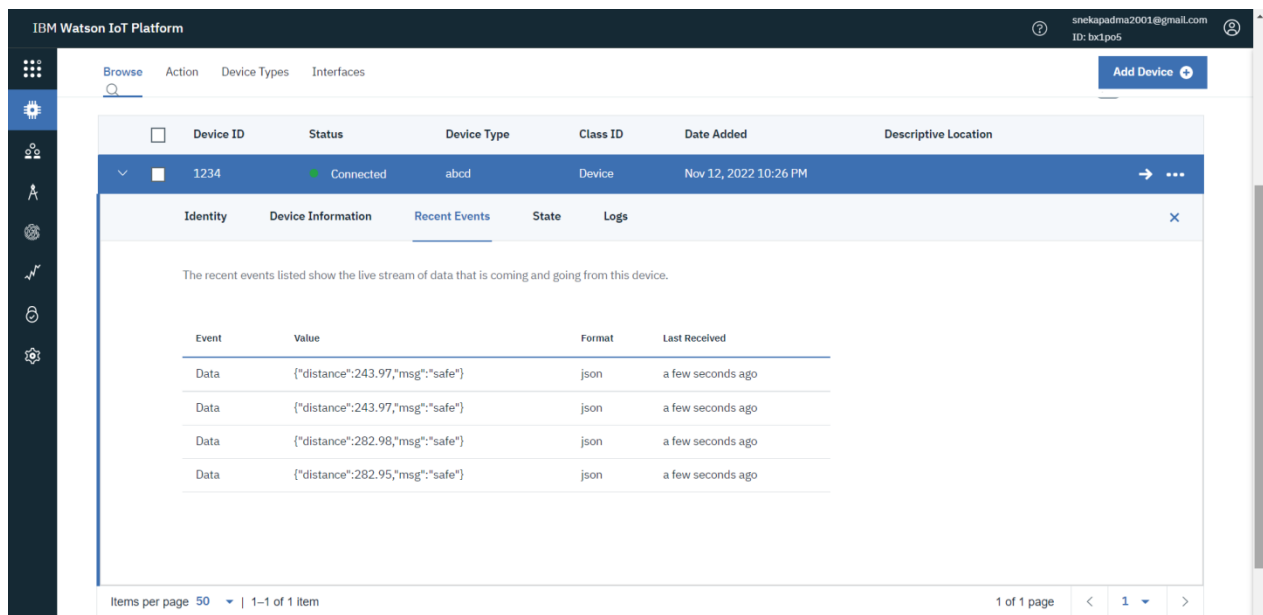 IBM Watson IoT Platform
snekapadma2001@gmail.com
ID: bx1po5
Browse Action Device Types Interfaces
Add Device
Device ID Status Device Type Class ID Date Added Descriptive Location
1234 Connected abcd Device Nov 12, 2022 10:26 PM
Identity Device Information Recent Events State Logs
The recent events listed show the live stream of data that is coming and going from this device.
Event Value Format Last Received
Data {"distance":243.97,"msg":"safe"} json a few seconds ago
Data {"distance":243.97,"msg":"safe"} json a few seconds ago
Data {"distance":282.98,"msg":"safe"} json a few seconds ago
Data {"distance":282.95,"msg":"safe"} json a few seconds ago
Items per page 50 | 1–1 of 1 item 1 of 1 page 1